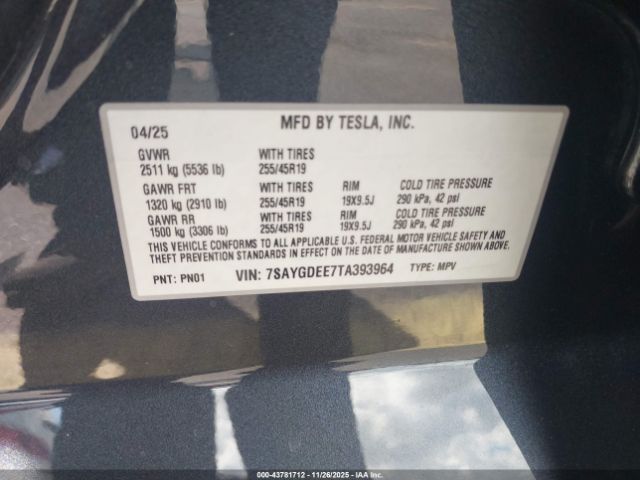 MFD BY TESLA, INC.
04/25
GVWR WITH TIRES
2511 kg (5536 lb) 255/45R19
GAWR FRT WITH TIRES RIM COLD TIRE PRESSURE
1320 kg (2910 lb) 255/45R19 19X9.5J 290 kPa, 42 psi
GAWR RR WITH TIRES RIM COLD TIRE PRESSURE
1500 kg (3306 lb) 255/45R19 19X9.5J 290 kPa, 42 psi
THIS VEHICLE CONFORMS TO ALL APPLICABLE U.S. FEDERAL MOTOR VEHICLE SAFETY AND
THEFT PREVENTION STANDARDS IN EFFECT ON THE DATE OF MANUFACTURE SHOWN ABOVE.
PNT: PN01 VIN: 7SAYGDEE7TA393964 TYPE: MPV
000-43781712 - 11/26/2025 - IAAI.COM